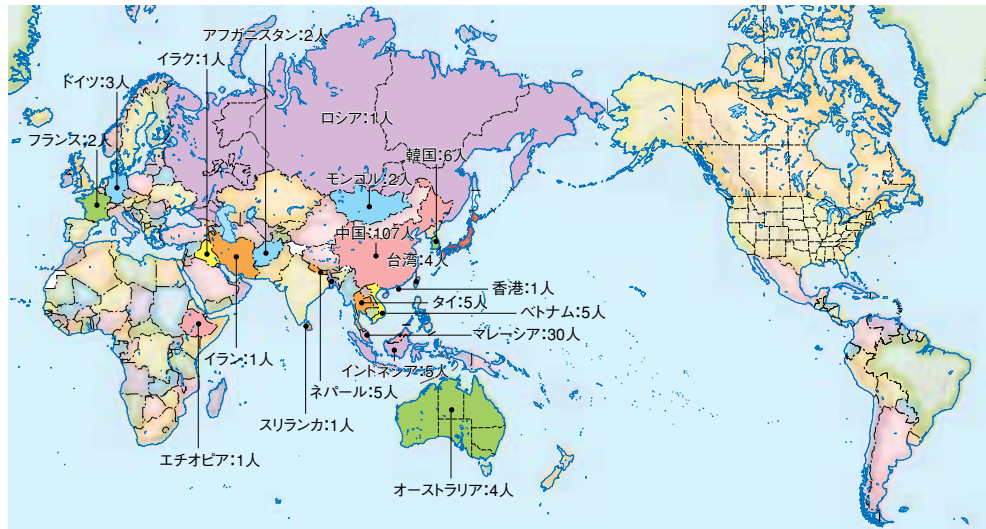 アフガニスタン:2人
イラク:1人
ドイツ:3人
ロシア:1人
フランス:2人
韓国:6人
モンゴル:2人
中国:107人
台湾:4人
香港:1人
タイ:5人
ベトナム:5人
マレーシア:30人
イラン:1人
インドネシア:5人
ネパール:5人
スリランカ:1人
エチオピア:1人
オーストラリア:4人